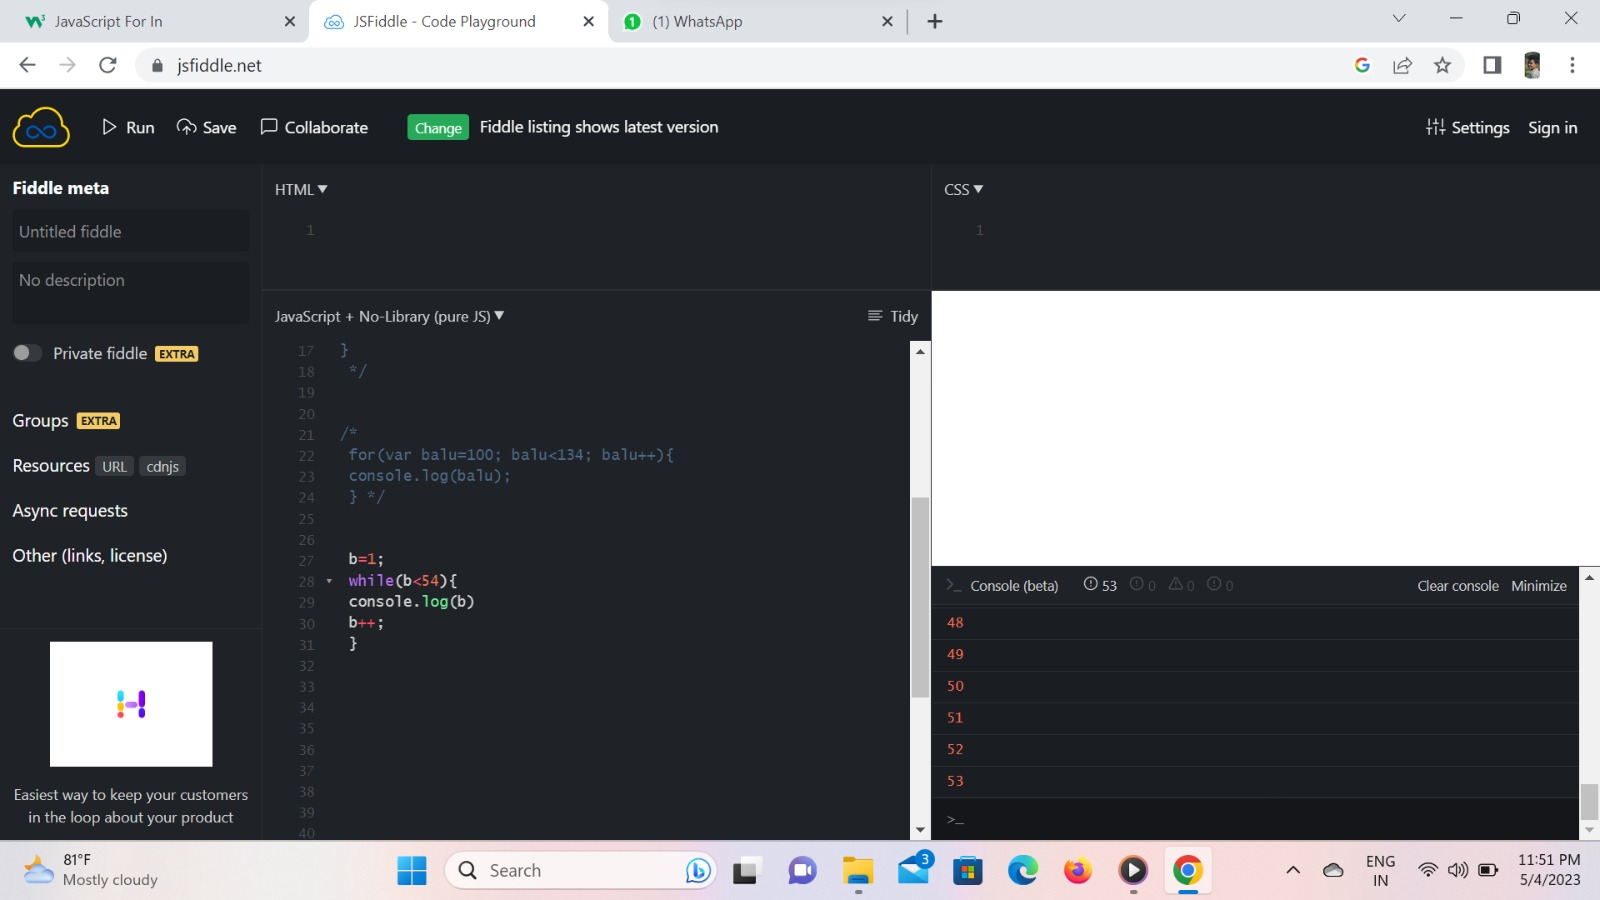 JavaScript For In
JSFiddle - Code Playground
1 (1) WhatsApp
jsfiddle.net
Run
Save
Collaborate
Change Fiddle listing shows latest version
Settings
Sign in
Fiddle meta
Untitled fiddle
No description
Private fiddle EXTRA
Groups EXTRA
Resources URL cdnjs
Async requests
Other (links, license)
Easiest way to keep your customers
in the loop about your product
HTML
1
CSS
1
JavaScript + No-Library (pure JS)
Tidy
17 }
18 */
19
20
21 /*
22 for(var balu=100; balu<134; balu++){
23 console.log(balu);
24 } */
25
26
27 b=1;
28 while(b<54){
29 console.log(b)
30 b++;
31 }
32
33
34
35
36
37
38
39
40
>_ Console (beta) 53 0 0 0 Clear console Minimize
48
49
50
51
52
53
>_
81°F
Mostly cloudy
Search
3
ENG
IN
11:51 PM
5/4/2023